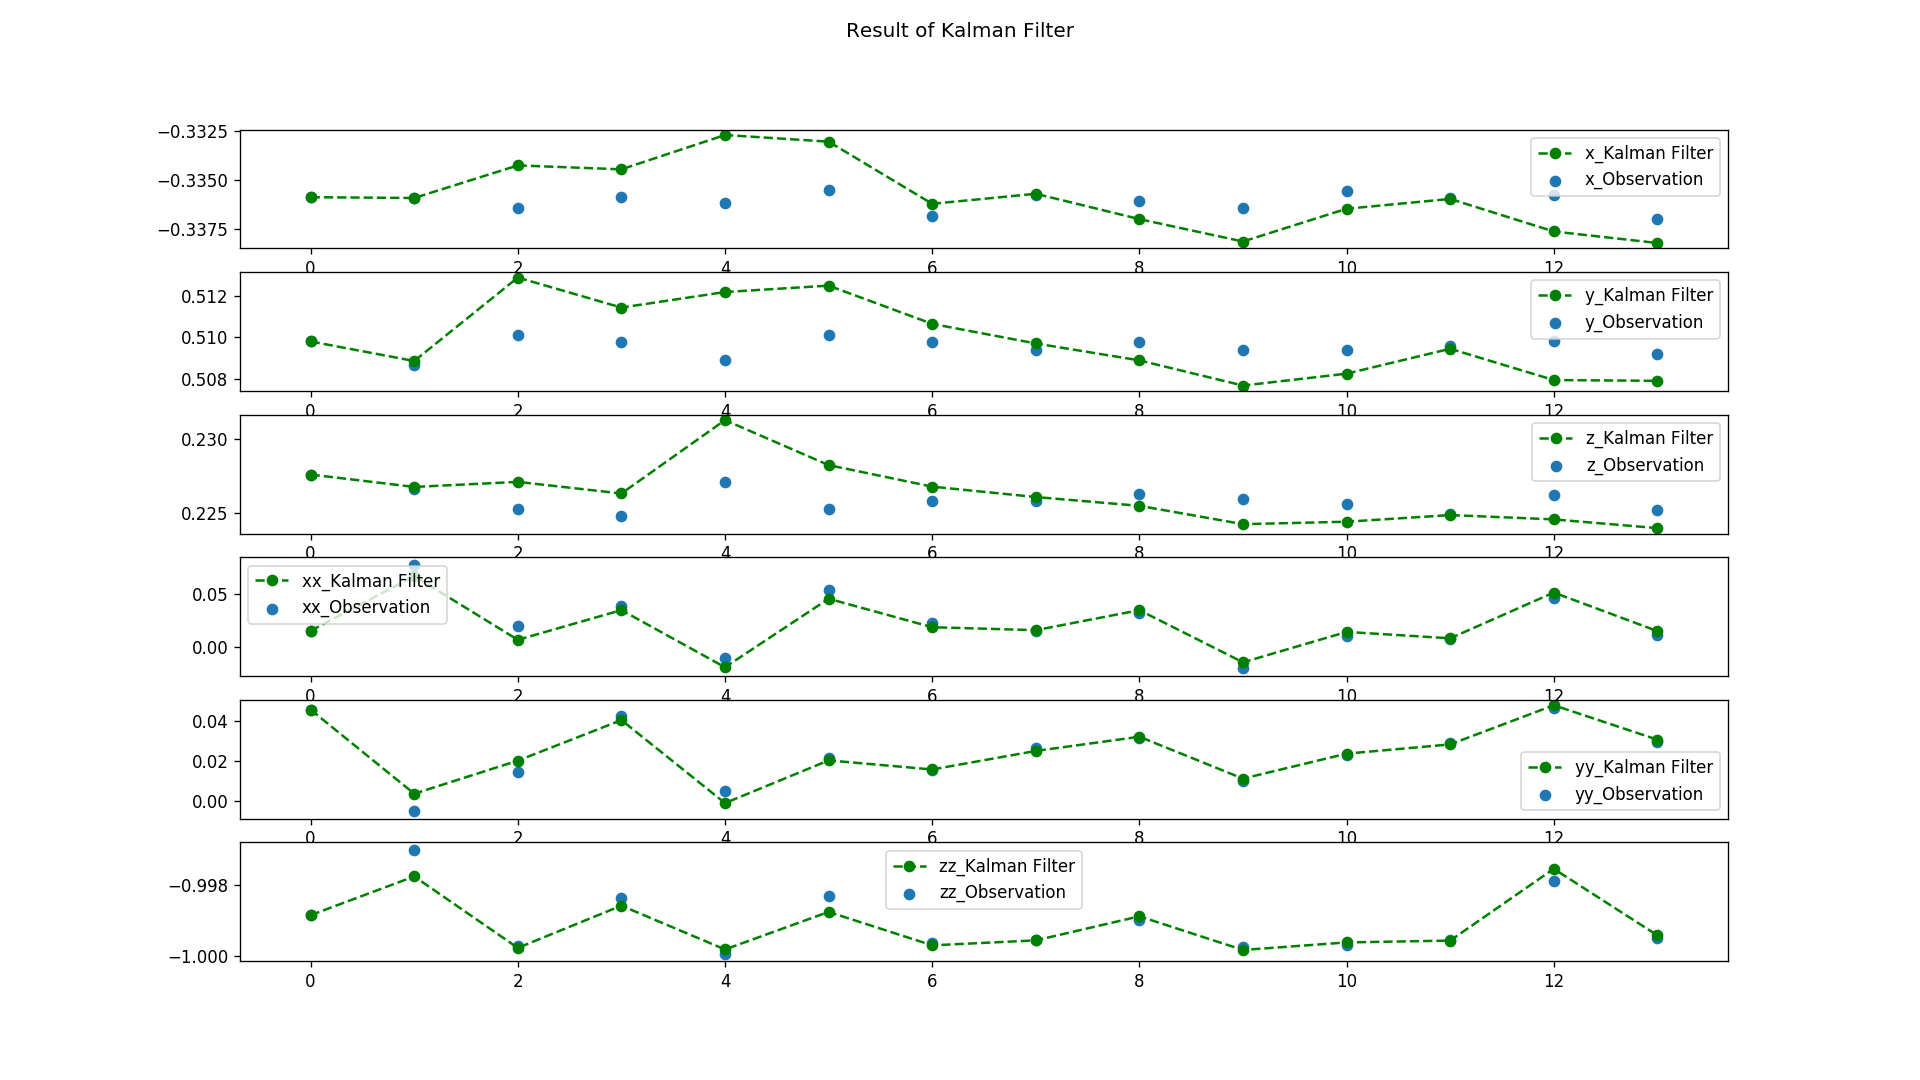 Result of Kalman Filter
−0.3325
−0.3350
−0.3375
x_Kalman Filter
x_Observation
0 2 4 6 8 10 12
0.512
0.510
0.508
y_Kalman Filter
y_Observation
0 2 4 6 8 10 12
0.230
0.225
z_Kalman Filter
z_Observation
0 2 4 6 8 10 12
0.05
0.00
xx_Kalman Filter
xx_Observation
0 2 4 6 8 10 12
0.04
0.02
0.00
yy_Kalman Filter
yy_Observation
0 2 4 6 8 10 12
−0.998
−1.000
zz_Kalman Filter
zz_Observation
0 2 4 6 8 10 12